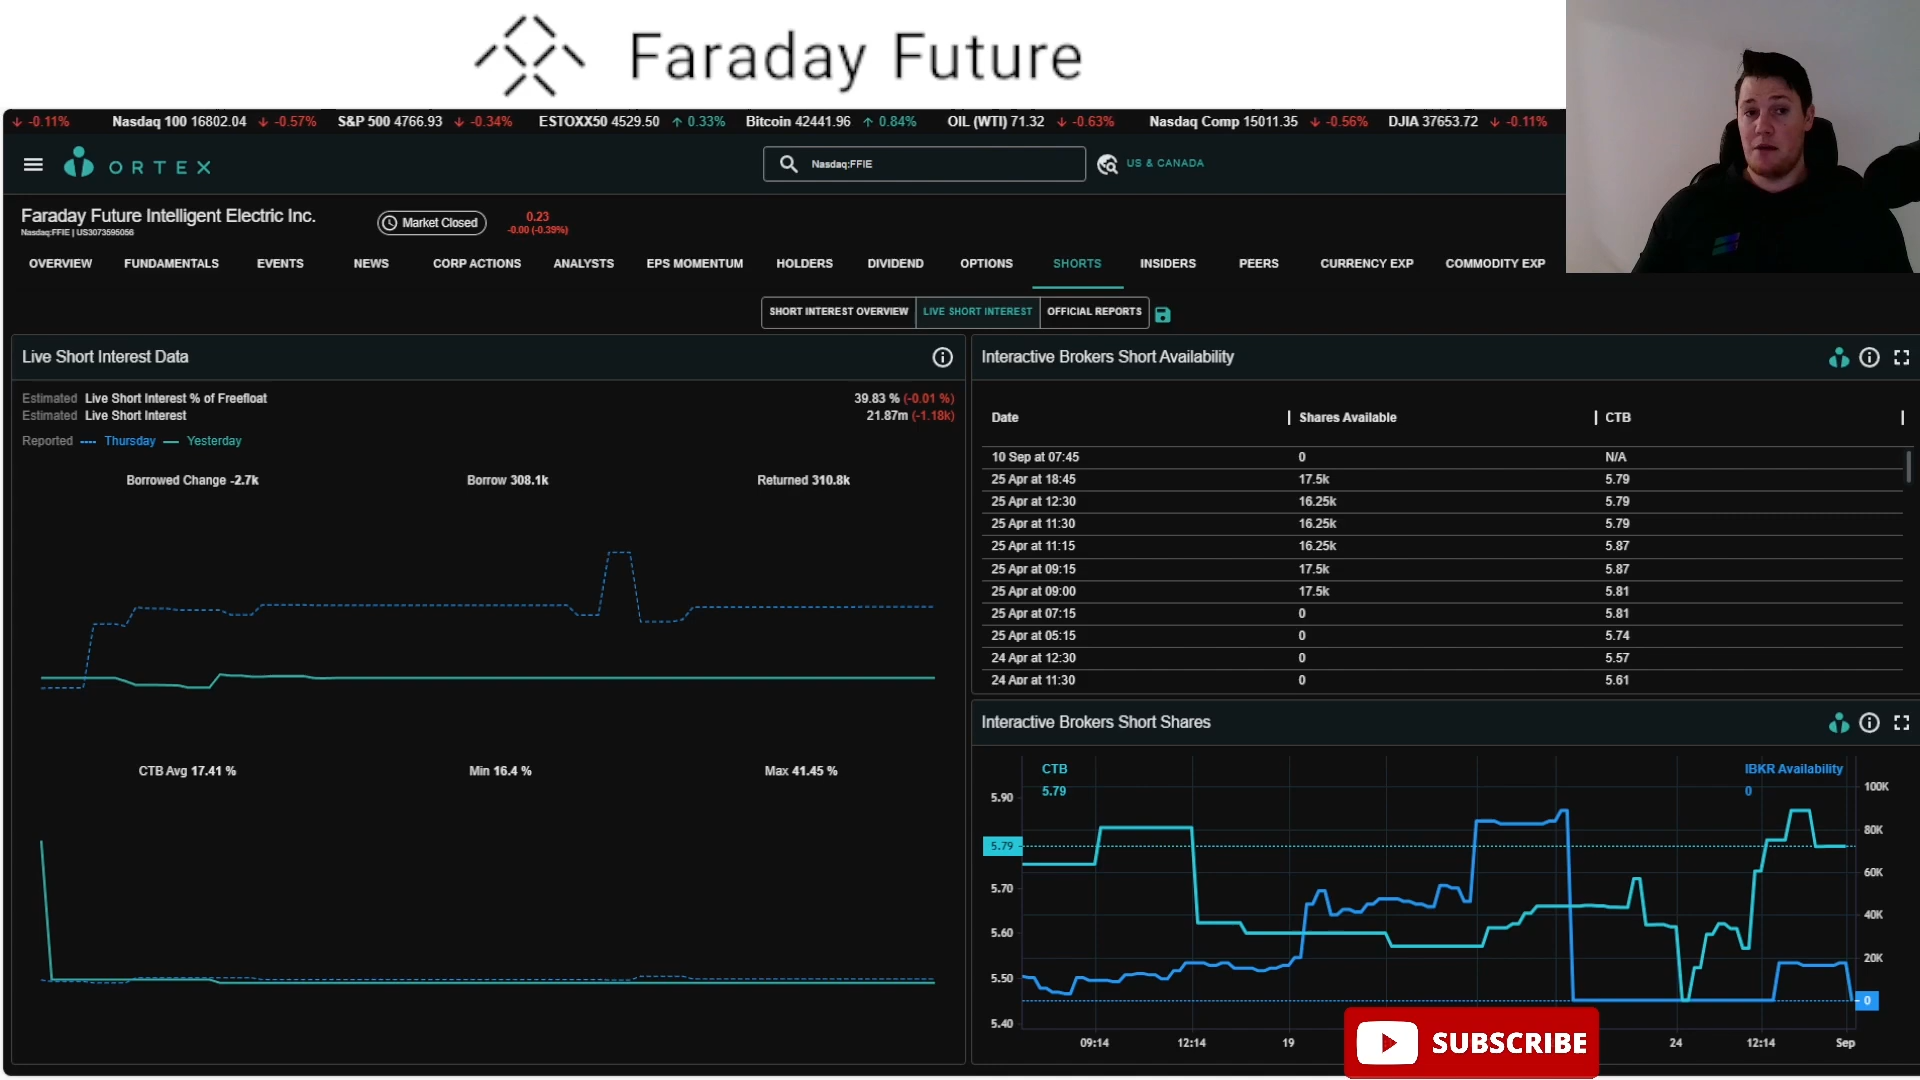 Faraday Future
-0.11% Nasdaq 100 16802.04 -0.57% S&P 500 4766.93 -0.34% ESTOXX50 4529.50 0.33% Bitcoin 42441.96 0.84% OIL (WTI) 71.32 -0.63% Nasdaq Comp 15011.35 -0.56% DJIA 37653.72 -0.11%
ORTEX
Nasdaq:FFIE
US & CANADA
Faraday Future Intelligent Electric Inc.
Nasdaq:FFIE | US3073595056
Market Closed
0.23
-0.00 (-0.39%)
OVERVIEW FUNDAMENTALS EVENTS NEWS CORP ACTIONS ANALYSTS EPS MOMENTUM HOLDERS DIVIDEND OPTIONS SHORTS INSIDERS PEERS CURRENCY EXP COMMODITY EXP
SHORT INTEREST OVERVIEW LIVE SHORT INTEREST OFFICIAL REPORTS
Live Short Interest Data
Estimated Live Short Interest % of Freefloat 39.83 % (-0.01 %)
Estimated Live Short Interest 21.87m (-1.18k)
Reported Thursday Yesterday
Borrowed Change -2.7k Borrow 308.1k Returned 310.8k
CTB Avg 17.41 % Min 16.4 % Max 41.45 %
Interactive Brokers Short Availability
Date Shares Available CTB
10 Sep at 07:45 0 N/A
25 Apr at 18:45 17.5k 5.79
25 Apr at 12:30 16.25k 5.79
25 Apr at 11:30 16.25k 5.79
25 Apr at 11:15 16.25k 5.87
25 Apr at 09:15 17.5k 5.87
25 Apr at 09:00 17.5k 5.81
25 Apr at 07:15 0 5.81
25 Apr at 05:15 0 5.74
24 Apr at 12:30 0 5.57
24 Apr at 11:30 0 5.61
Interactive Brokers Short Shares
CTB
5.79
IBKR Availability
0
5.90
5.79
5.70
5.60
5.50
5.40
100K
80K
60K
40K
20K
0
09:14 12:14 19 24 12:14 Sep
SUBSCRIBE